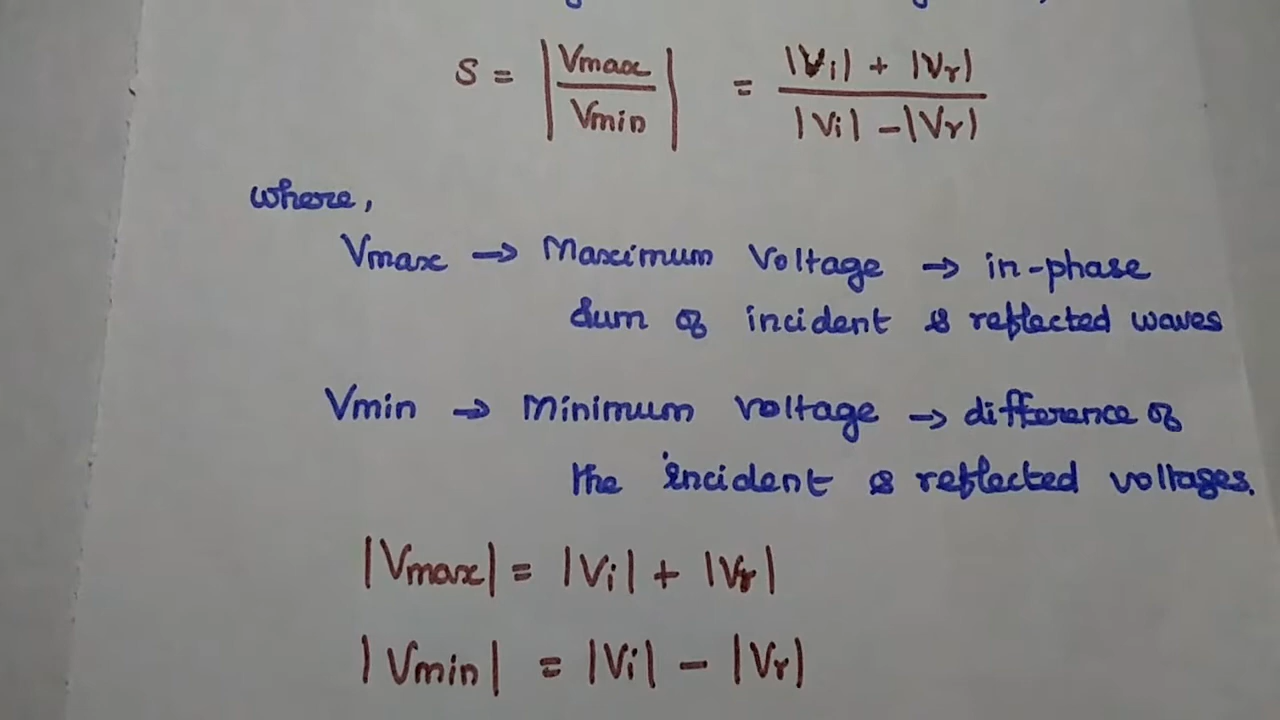 S = |Vmax / Vmin| = |Vi| + |Vr| / |Vi| - |Vr|
where,
Vmax → Maximum Voltage → in-phase
Sum of incident & reflected waves
Vmin → Minimum voltage → difference of
the incident & reflected voltages.
|Vmax| = |Vi| + |Vr|
|Vmin| = |Vi| - |Vr|